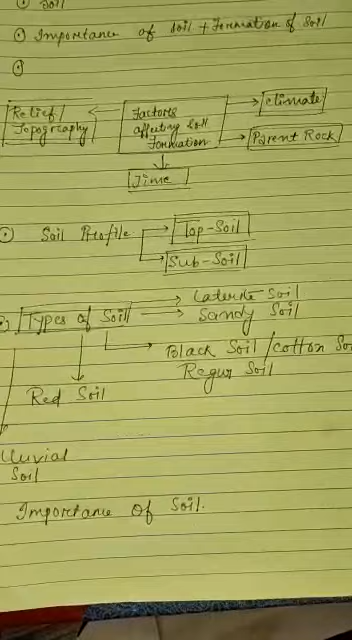 Soil
Importance of Soil + Formation of Soil
Relief/
Topography
Factors
affecting Soil
Formation
Climate
Parent Rock
Time
Soil Profile
Top-Soil
Sub-Soil
Types of Soil
Laterite Soil
Sandy Soil
Black Soil /Cotton So
Regur Soil
Red Soil
lluvial
Soil
Importance of Soil.